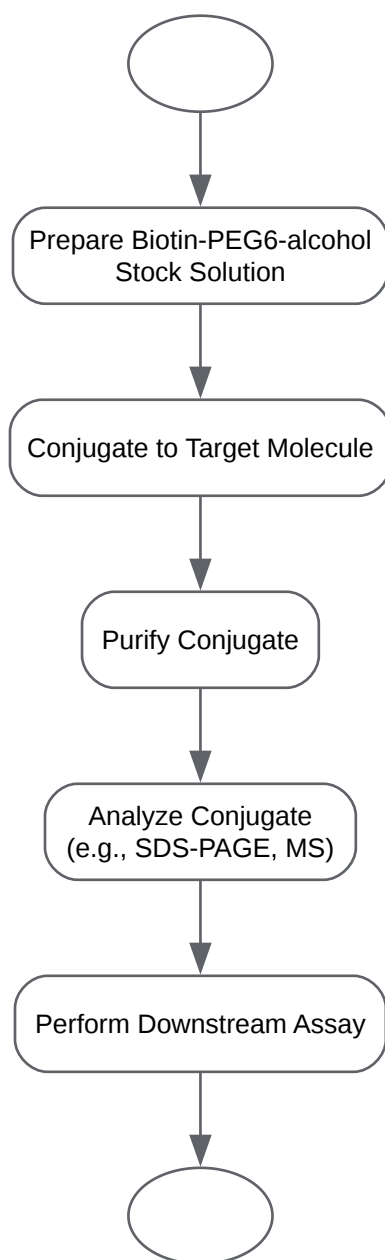 Prepare Biotin-PEG6-alcohol
Stock Solution
Conjugate to Target Molecule
Purify Conjugate
Analyze Conjugate
(e.g., SDS-PAGE, MS)
Perform Downstream Assay